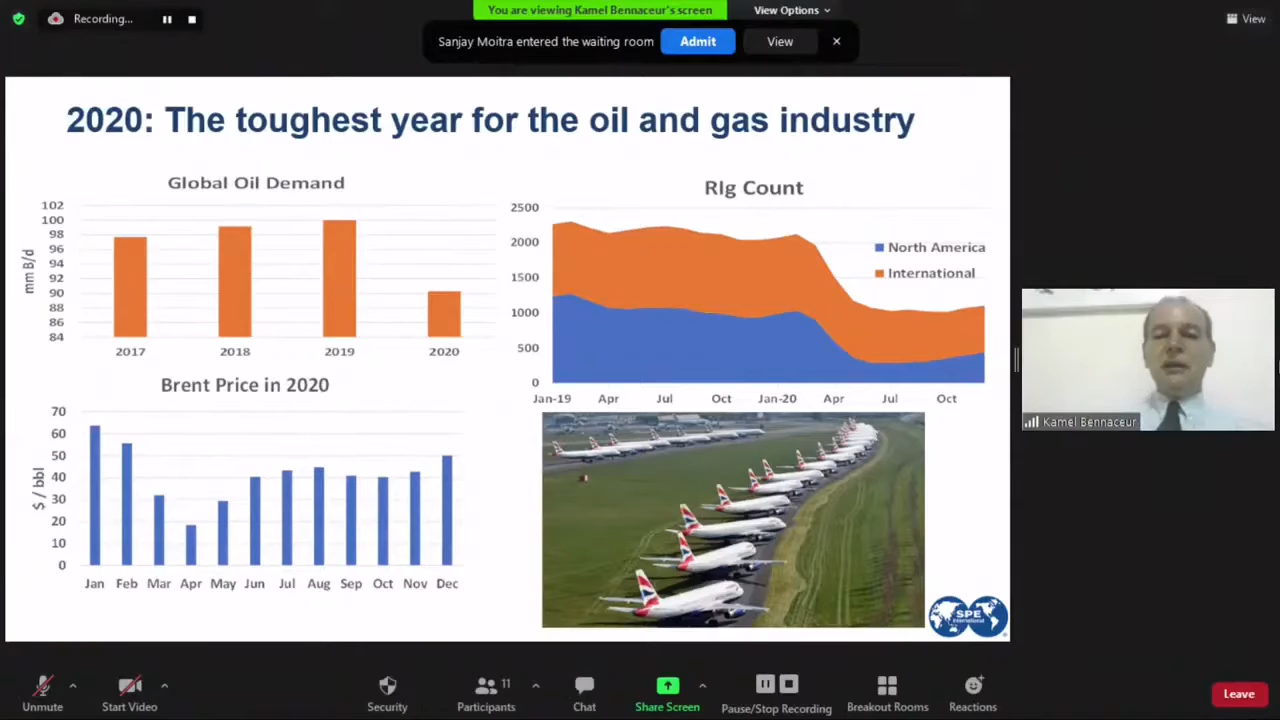 Recording...
You are viewing Kamel Bennaceur's screen
View Options
View
Sanjay Moitra entered the waiting room
Admit
View
2020: The toughest year for the oil and gas industry
Global Oil Demand
102
100
98
96
94
92
90
88
86
84
mm B/d
2017 2018 2019 2020
RIg Count
2500
2000
1500
1000
500
0
North America
International
Jan-19 Apr Jul Oct Jan-20 Apr Jul Oct
Brent Price in 2020
70
60
50
40
30
20
10
0
$ / bbl
Jan Feb Mar Apr May Jun Jul Aug Sep Oct Nov Dec
SPE
International
Kamel Bennaceur
Unmute
Start Video
Security
11
Participants
Chat
Share Screen
Pause/Stop Recording
Breakout Rooms
Reactions
Leave